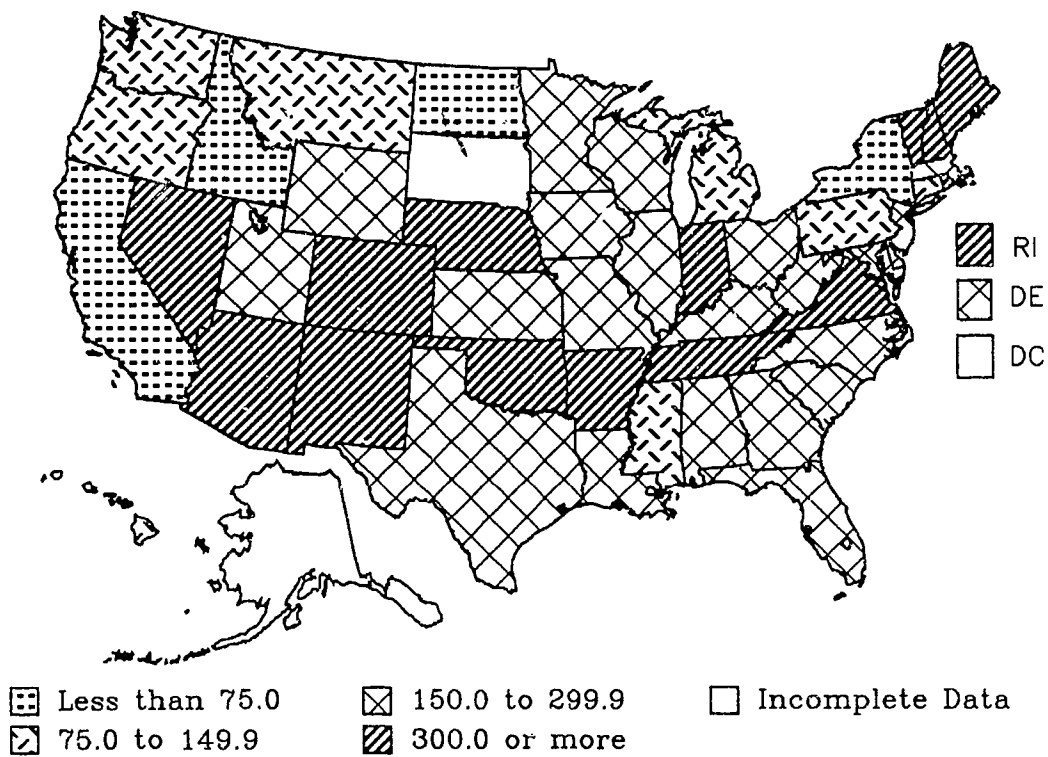 RI
DE
DC
Less than 75.0
150.0 to 299.9
Incomplete Data
75.0 to 149.9
300.0 or more